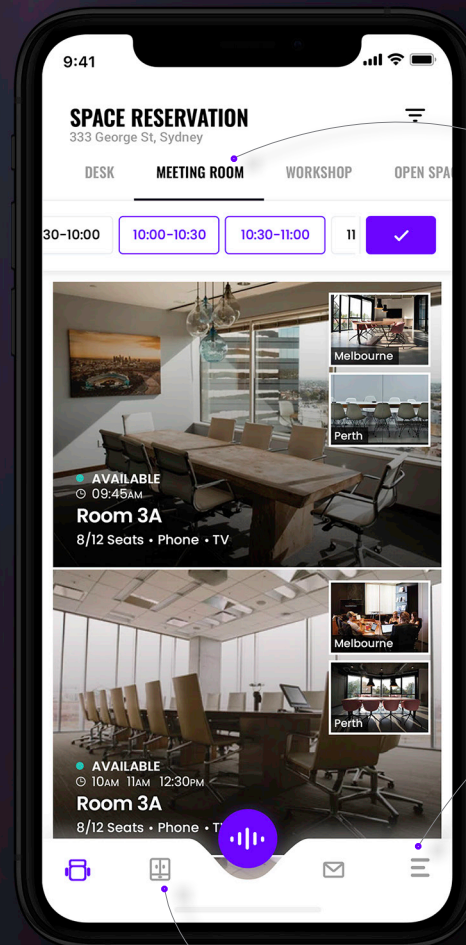 9:41
SPACE RESERVATION
333 George St, Sydney
DESK MEETING ROOM WORKSHOP OPEN SPA
30-10:00 10:00-10:30 10:30-11:00 11
Melbourne
Perth
AVAILABLE
09:45AM
Room 3A
8/12 Seats • Phone • TV
Melbourne
Perth
AVAILABLE
10AM 11AM 12:30PM
Room 3A
8/12 Seats • Phone • T